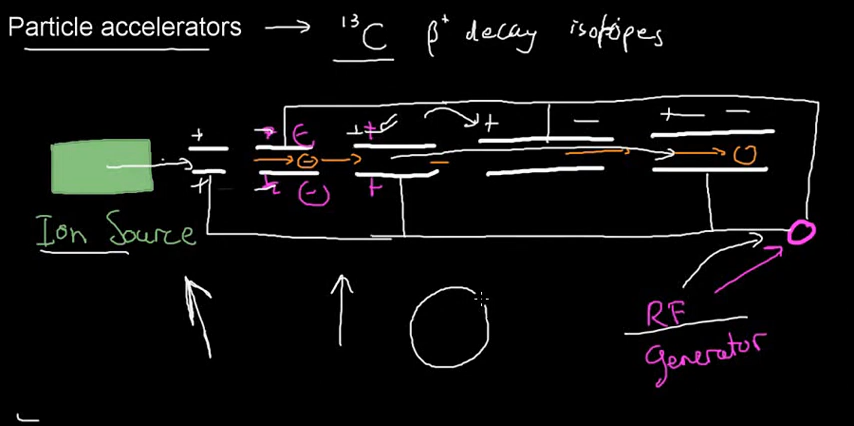 Particle accelerators → ¹³C β⁺ decay isotopes
+ + + + + − + − −
− −
+ + − + −
Ion Source
RF
Generator